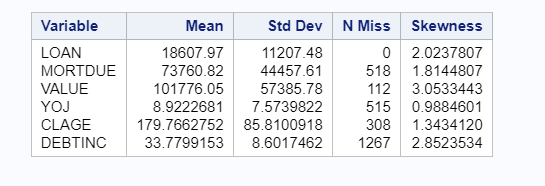 Variable Mean Std Dev N Miss Skewness
LOAN 18607.97 11207.48 0 2.0237807
MORTDUE 73760.82 44457.61 518 1.8144807
VALUE 101776.05 57385.78 112 3.0533443
YOJ 8.9222681 7.5739822 515 0.9884601
CLAGE 179.7662752 85.8100918 308 1.3434120
DEBTINC 33.7799153 8.6017462 1267 2.8523534